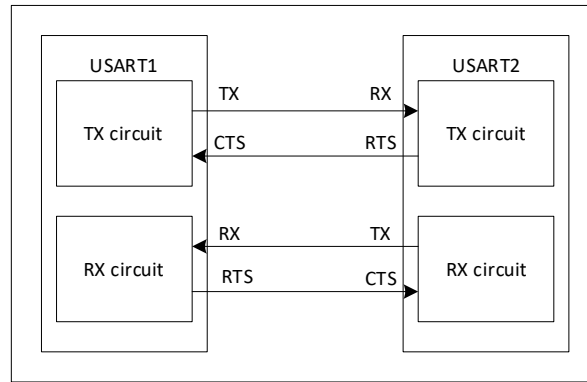 USART1 USART2
TX RX
TX circuit TX circuit
CTS RTS
RX TX
RX circuit RX circuit
RTS CTS